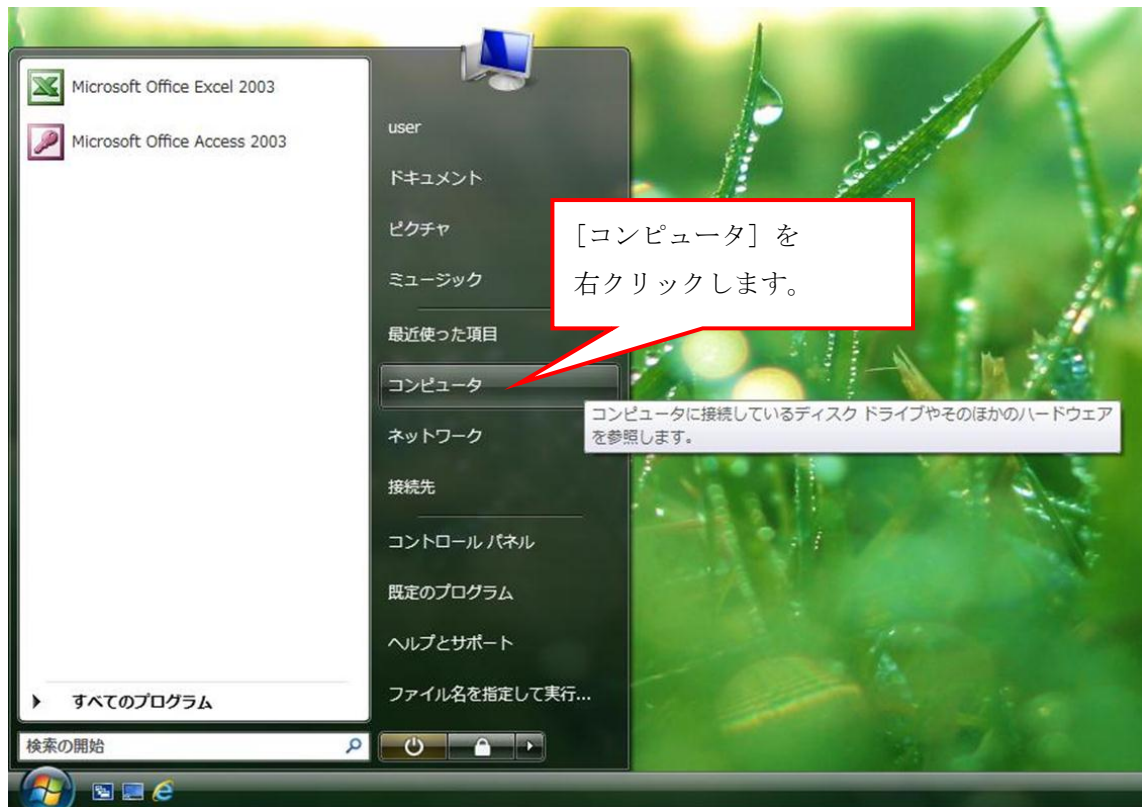 Microsoft Office Excel 2003
Microsoft Office Access 2003
すべてのプログラム
検索の開始
user
ドキュメント
ピクチャ
ミュージック
最近使った項目
コンピュータ
ネットワーク
接続先
コントロール パネル
既定のプログラム
ヘルプとサポート
ファイル名を指定して実行...
［コンピュータ］を
右クリックします。
コンピュータに接続しているディスク ドライブやそのほかのハードウェア
を参照します。